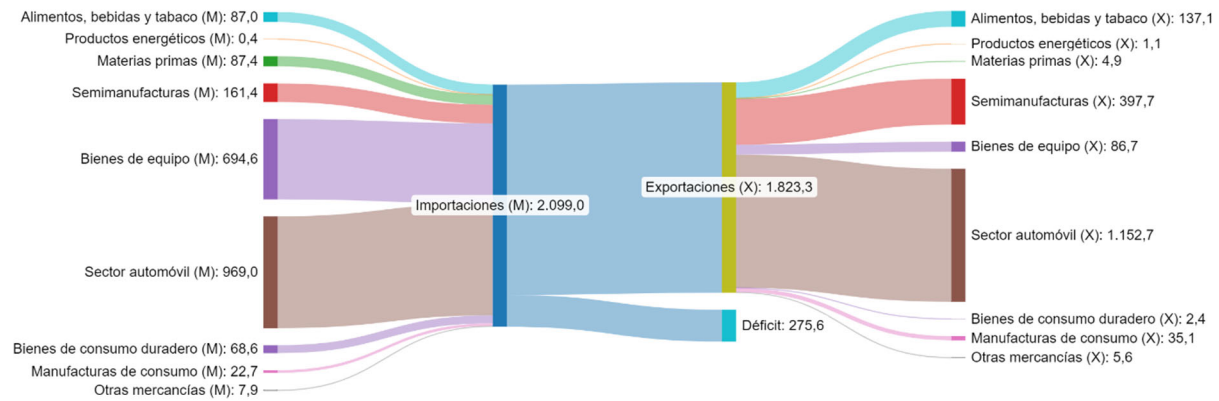 Alimentos, bebidas y tabaco (M): 87,0
Productos energéticos (M): 0,4
Materias primas (M): 87,4
Semimanufacturas (M): 161,4
Bienes de equipo (M): 694,6
Sector automóvil (M): 969,0
Bienes de consumo duradero (M): 68,6
Manufacturas de consumo (M): 22,7
Otras mercancías (M): 7,9
Importaciones (M): 2.099,0
Exportaciones (X): 1.823,3
Déficit: 275,6
Alimentos, bebidas y tabaco (X): 137,1
Productos energéticos (X): 1,1
Materias primas (X): 4,9
Semimanufacturas (X): 397,7
Bienes de equipo (X): 86,7
Sector automóvil (X): 1.152,7
Bienes de consumo duradero (X): 2,4
Manufacturas de consumo (X): 35,1
Otras mercancías (X): 5,6